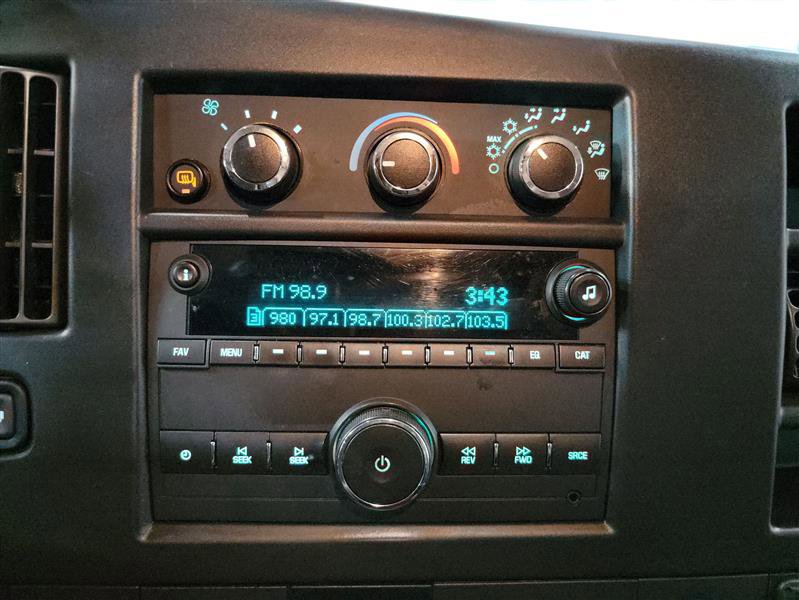 MAX
FM 98.9 3:43
3 980 97.1 98.7 100.3 102.7 103.5
FAV MENU EQ CAT
SEEK SEEK REV FWD SRCE